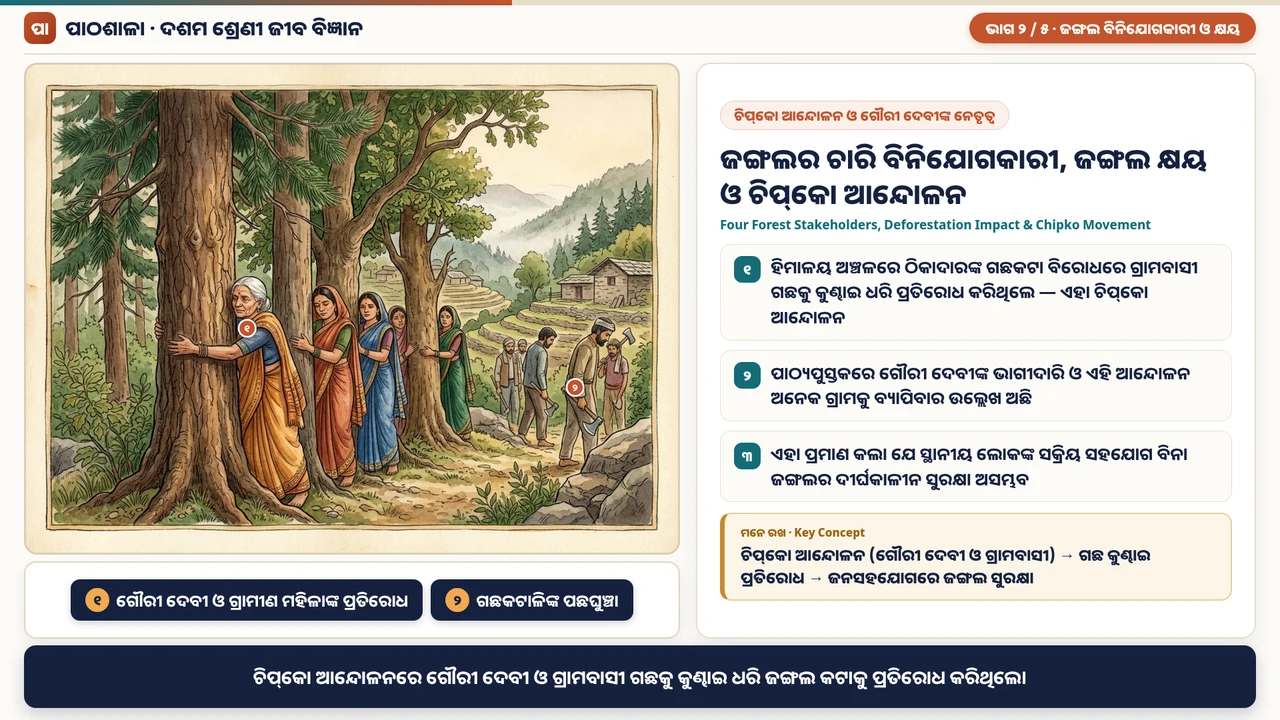 ପା
ପାଠଶାଳା · ଦଶମ ଶ୍ରେଣୀ ଜୀବ ବିଜ୍ଞାନ
ଭାଗ ୨ / ୫ · ଜଙ୍ଗଲ ବିନିଯୋଗକାରୀ ଓ କ୍ଷୟ
୧
୨
୧ ଗୌରୀ ଦେବୀ ଓ ଗ୍ରାମୀଣ ମହିଳାଙ୍କ ପ୍ରତିରୋଧ
୨ ଗଛକଟାଳିଙ୍କ ପଛଘୁଞ୍ଚା
ଚିପ୍‌କୋ ଆନ୍ଦୋଳନ ଓ ଗୌରୀ ଦେବୀଙ୍କ ନେତୃତ୍ୱ
ଜଙ୍ଗଲର ଚାରି ବିନିଯୋଗକାରୀ, ଜଙ୍ଗଲ କ୍ଷୟ
ଓ ଚିପ୍‌କୋ ଆନ୍ଦୋଳନ
Four Forest Stakeholders, Deforestation Impact & Chipko Movement
୧ ହିମାଳୟ ଅଞ୍ଚଳରେ ଠିକାଦାରଙ୍କ ଗଛକଟା ବିରୋଧରେ ଗ୍ରାମବାସୀ
ଗଛକୁ କୁଣ୍ଢାଇ ଧରି ପ୍ରତିରୋଧ କରିଥିଲେ — ଏହା ଚିପ୍‌କୋ
ଆନ୍ଦୋଳନ
୨ ପାଠ୍ୟପୁସ୍ତକରେ ଗୌରୀ ଦେବୀଙ୍କ ଭାଗୀଦାରି ଓ ଏହି ଆନ୍ଦୋଳନ
ଅନେକ ଗ୍ରାମକୁ ବ୍ୟାପିବାର ଉଲ୍ଲେଖ ଅଛି
୩ ଏହା ପ୍ରମାଣ କଲା ଯେ ସ୍ଥାନୀୟ ଲୋକଙ୍କ ସକ୍ରିୟ ସହଯୋଗ ବିନା
ଜଙ୍ଗଲର ଦୀର୍ଘକାଳୀନ ସୁରକ୍ଷା ଅସମ୍ଭବ
ମନେ ରଖ · Key Concept
ଚିପ୍‌କୋ ଆନ୍ଦୋଳନ (ଗୌରୀ ଦେବୀ ଓ ଗ୍ରାମବାସୀ) → ଗଛ କୁଣ୍ଢାଇ
ପ୍ରତିରୋଧ → ଜନସହଯୋଗରେ ଜଙ୍ଗଲ ସୁରକ୍ଷା
ଚିପ୍‌କୋ ଆନ୍ଦୋଳନରେ ଗୌରୀ ଦେବୀ ଓ ଗ୍ରାମବାସୀ ଗଛକୁ କୁଣ୍ଢାଇ ଧରି ଜଙ୍ଗଲ କଟାକୁ ପ୍ରତିରୋଧ କରିଥିଲେ।